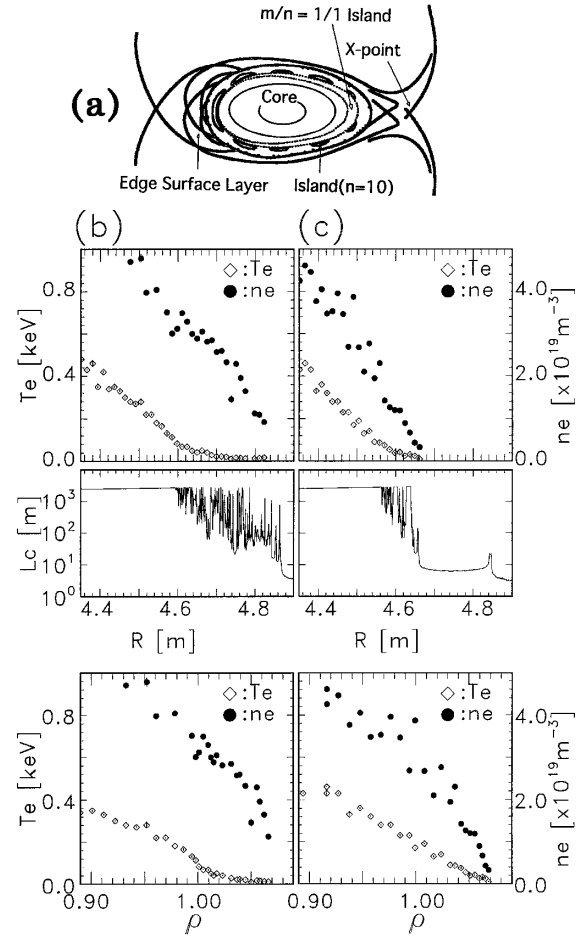 m/n = 1/1 Island
X-point
(a)
Core
Edge Surface Layer
Island(n=10)
(b)
(c)
◇:Te
●:ne
◇:Te
●:ne
0.8
0.4
0.0
Te [keV]
4.0
2.0
0.0
ne [x10¹⁹m⁻³]
10³
10²
10¹
10⁰
Lc [m]
4.4 4.6 4.8
4.4 4.6 4.8
R [m]
R [m]
◇:Te
●:ne
◇:Te
●:ne
0.8
0.4
0.0
Te [keV]
4.0
2.0
0.0
ne [x10¹⁹m⁻³]
0.90 1.00
0.90 1.00
ρ
ρ